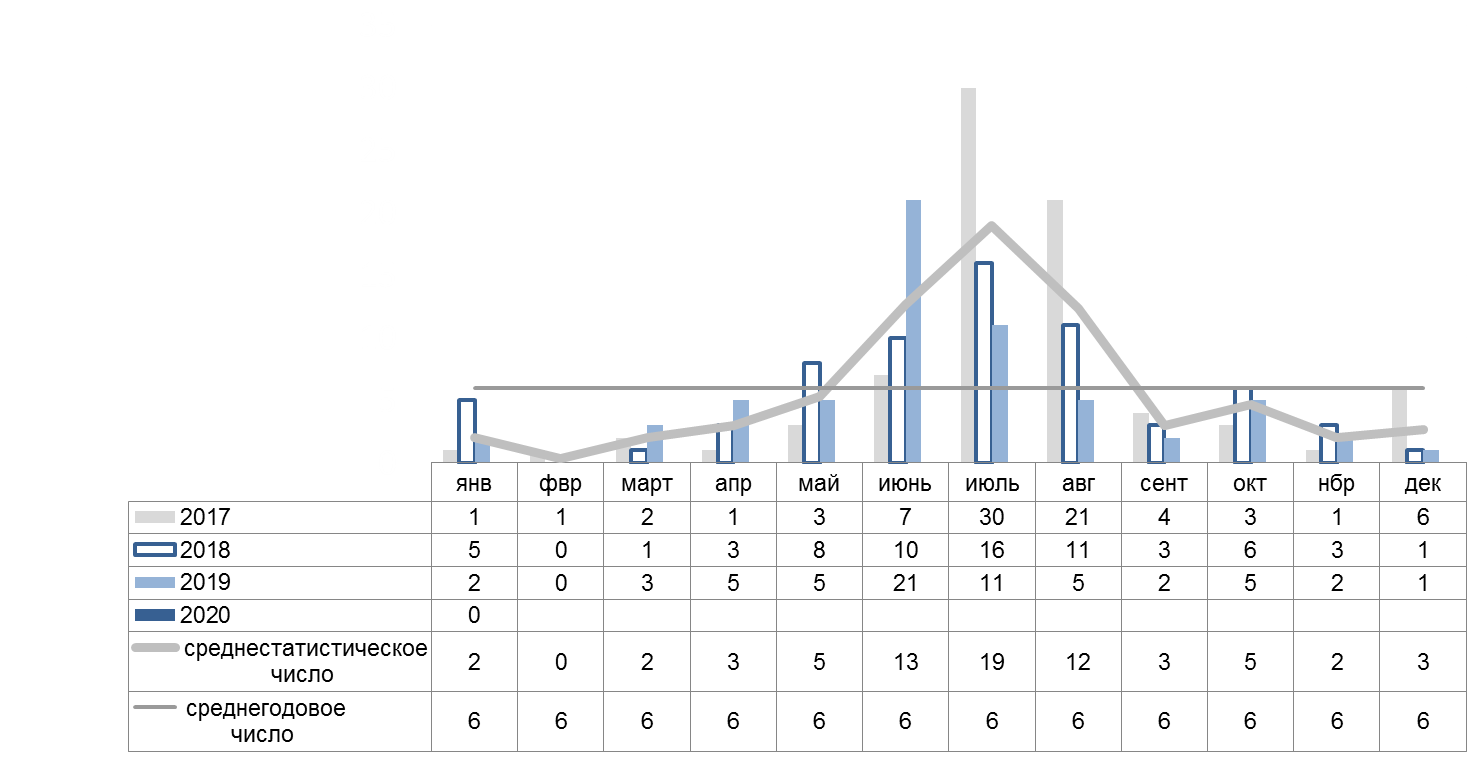 янв фвр март апр май июнь июль авг сент окт нбр дек
2017 1 1 2 1 3 7 30 21 4 3 1 6
2018 5 0 1 3 8 10 16 11 3 6 3 1
2019 2 0 3 5 5 21 11 5 2 5 2 1
2020 0
среднестатистическое
число 2 0 2 3 5 13 19 12 3 5 2 3
среднегодовое
число 6 6 6 6 6 6 6 6 6 6 6 6